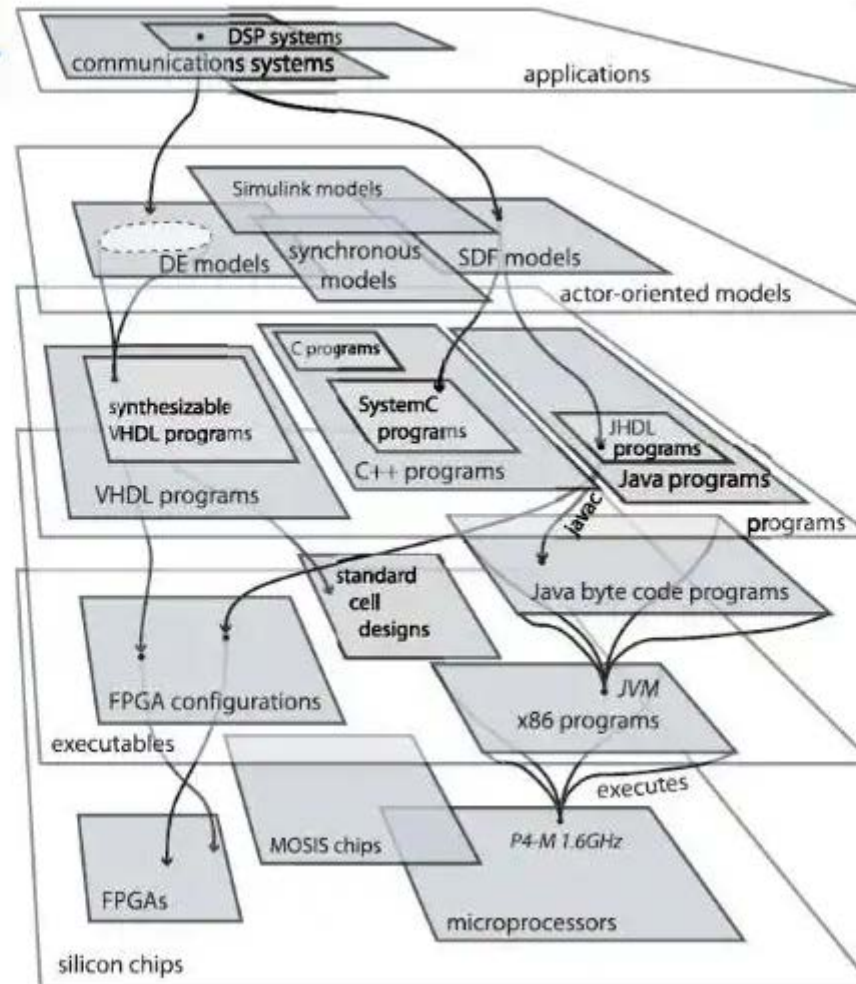 DSP systems
communications systems
applications
Simulink models
synchronous
models
DE models
SDF models
actor-oriented models
C programs
synthesizable
VHDL programs
SystemC
programs
JHDL
programs
C++ programs
Java programs
VHDL programs
programs
javac
standard
cell
designs
Java byte code programs
JVM
FPGA configurations
x86 programs
executables
executes
MOSIS chips
P4-M 1.6GHz
FPGAs
microprocessors
silicon chips